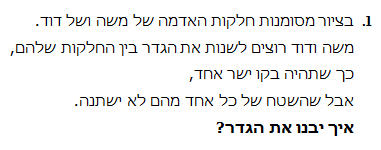 1. בציור מסומנות חלקות האדמה של משה ושל דוד.
משה ודוד רוצים לשנות את הגדר בין החלקות שלהם,
כך שתהיה בקו ישר אחד,
אבל שהשטח של כל אחד מהם לא ישתנה.
איך יבנו את הגדר?